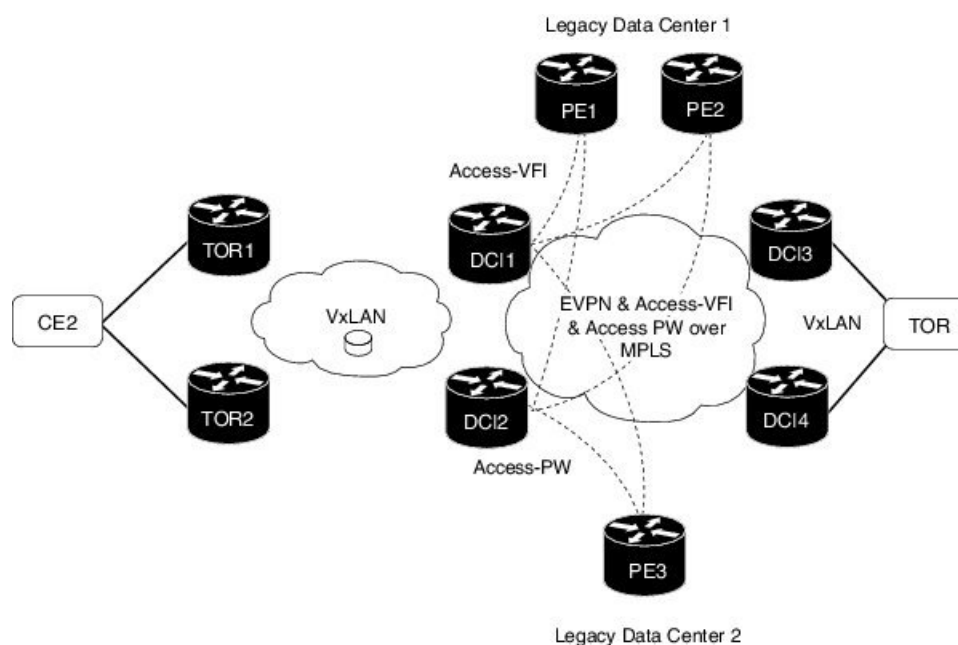 Legacy Data Center 1
PE1
PE2
Access-VFI
TOR1
DCI1
DCI3
CE2
VxLAN
EVPN & Access-VFI
& Access PW over
MPLS
VxLAN
TOR
TOR2
DCI2
DCI4
Access-PW
PE3
Legacy Data Center 2